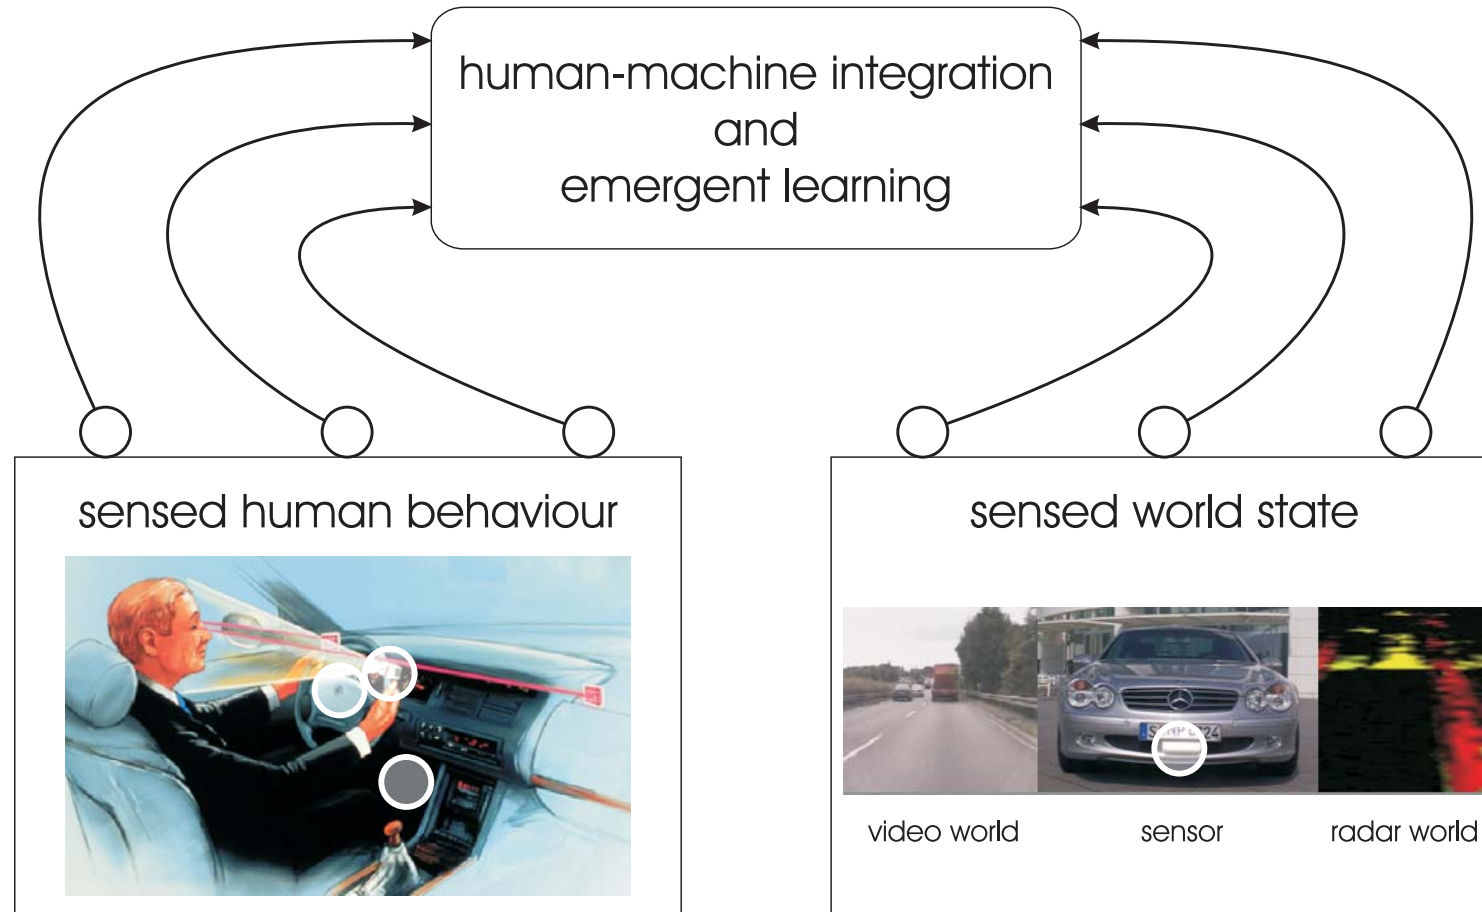 human-machine integration
and
emergent learning
sensed human behaviour
sensed world state
video world
sensor
radar world